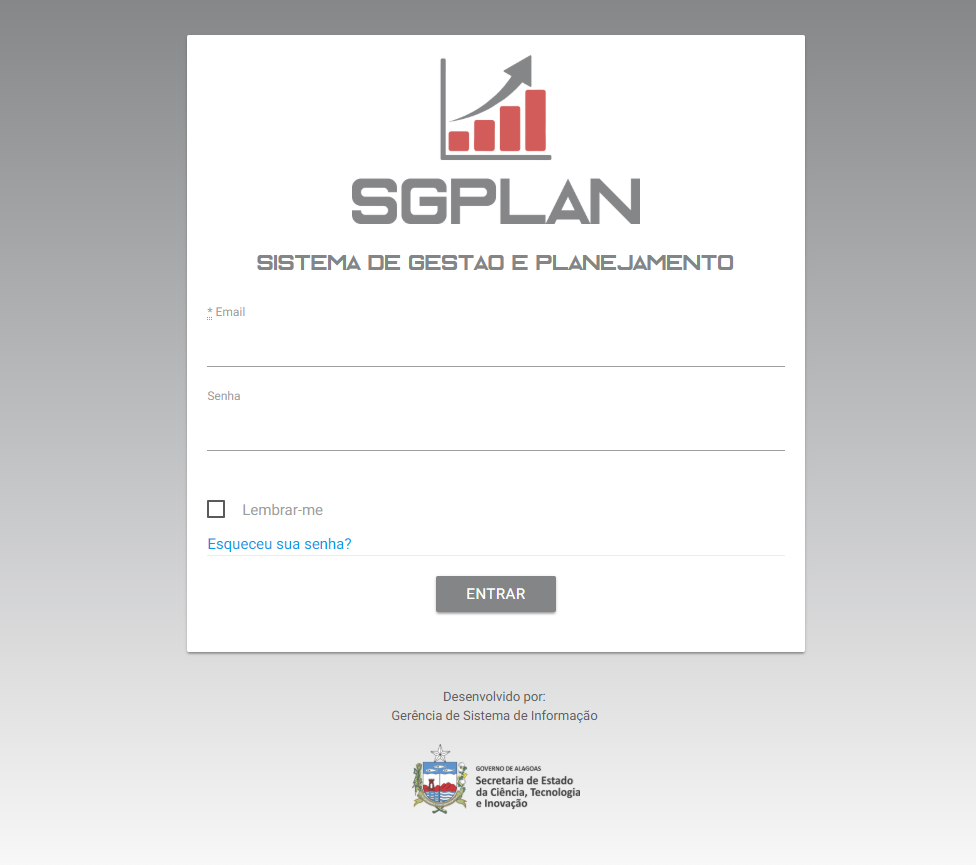 SGPLAN
SISTEMA DE GESTAO E PLANEJAMENTO
* Email
Senha
Lembrar-me
Esqueceu sua senha?
ENTRAR
Desenvolvido por:
Gerência de Sistema de Informação
GOVERNO DE ALAGOAS
Secretaria de Estado
da Ciência, Tecnologia
e Inovação